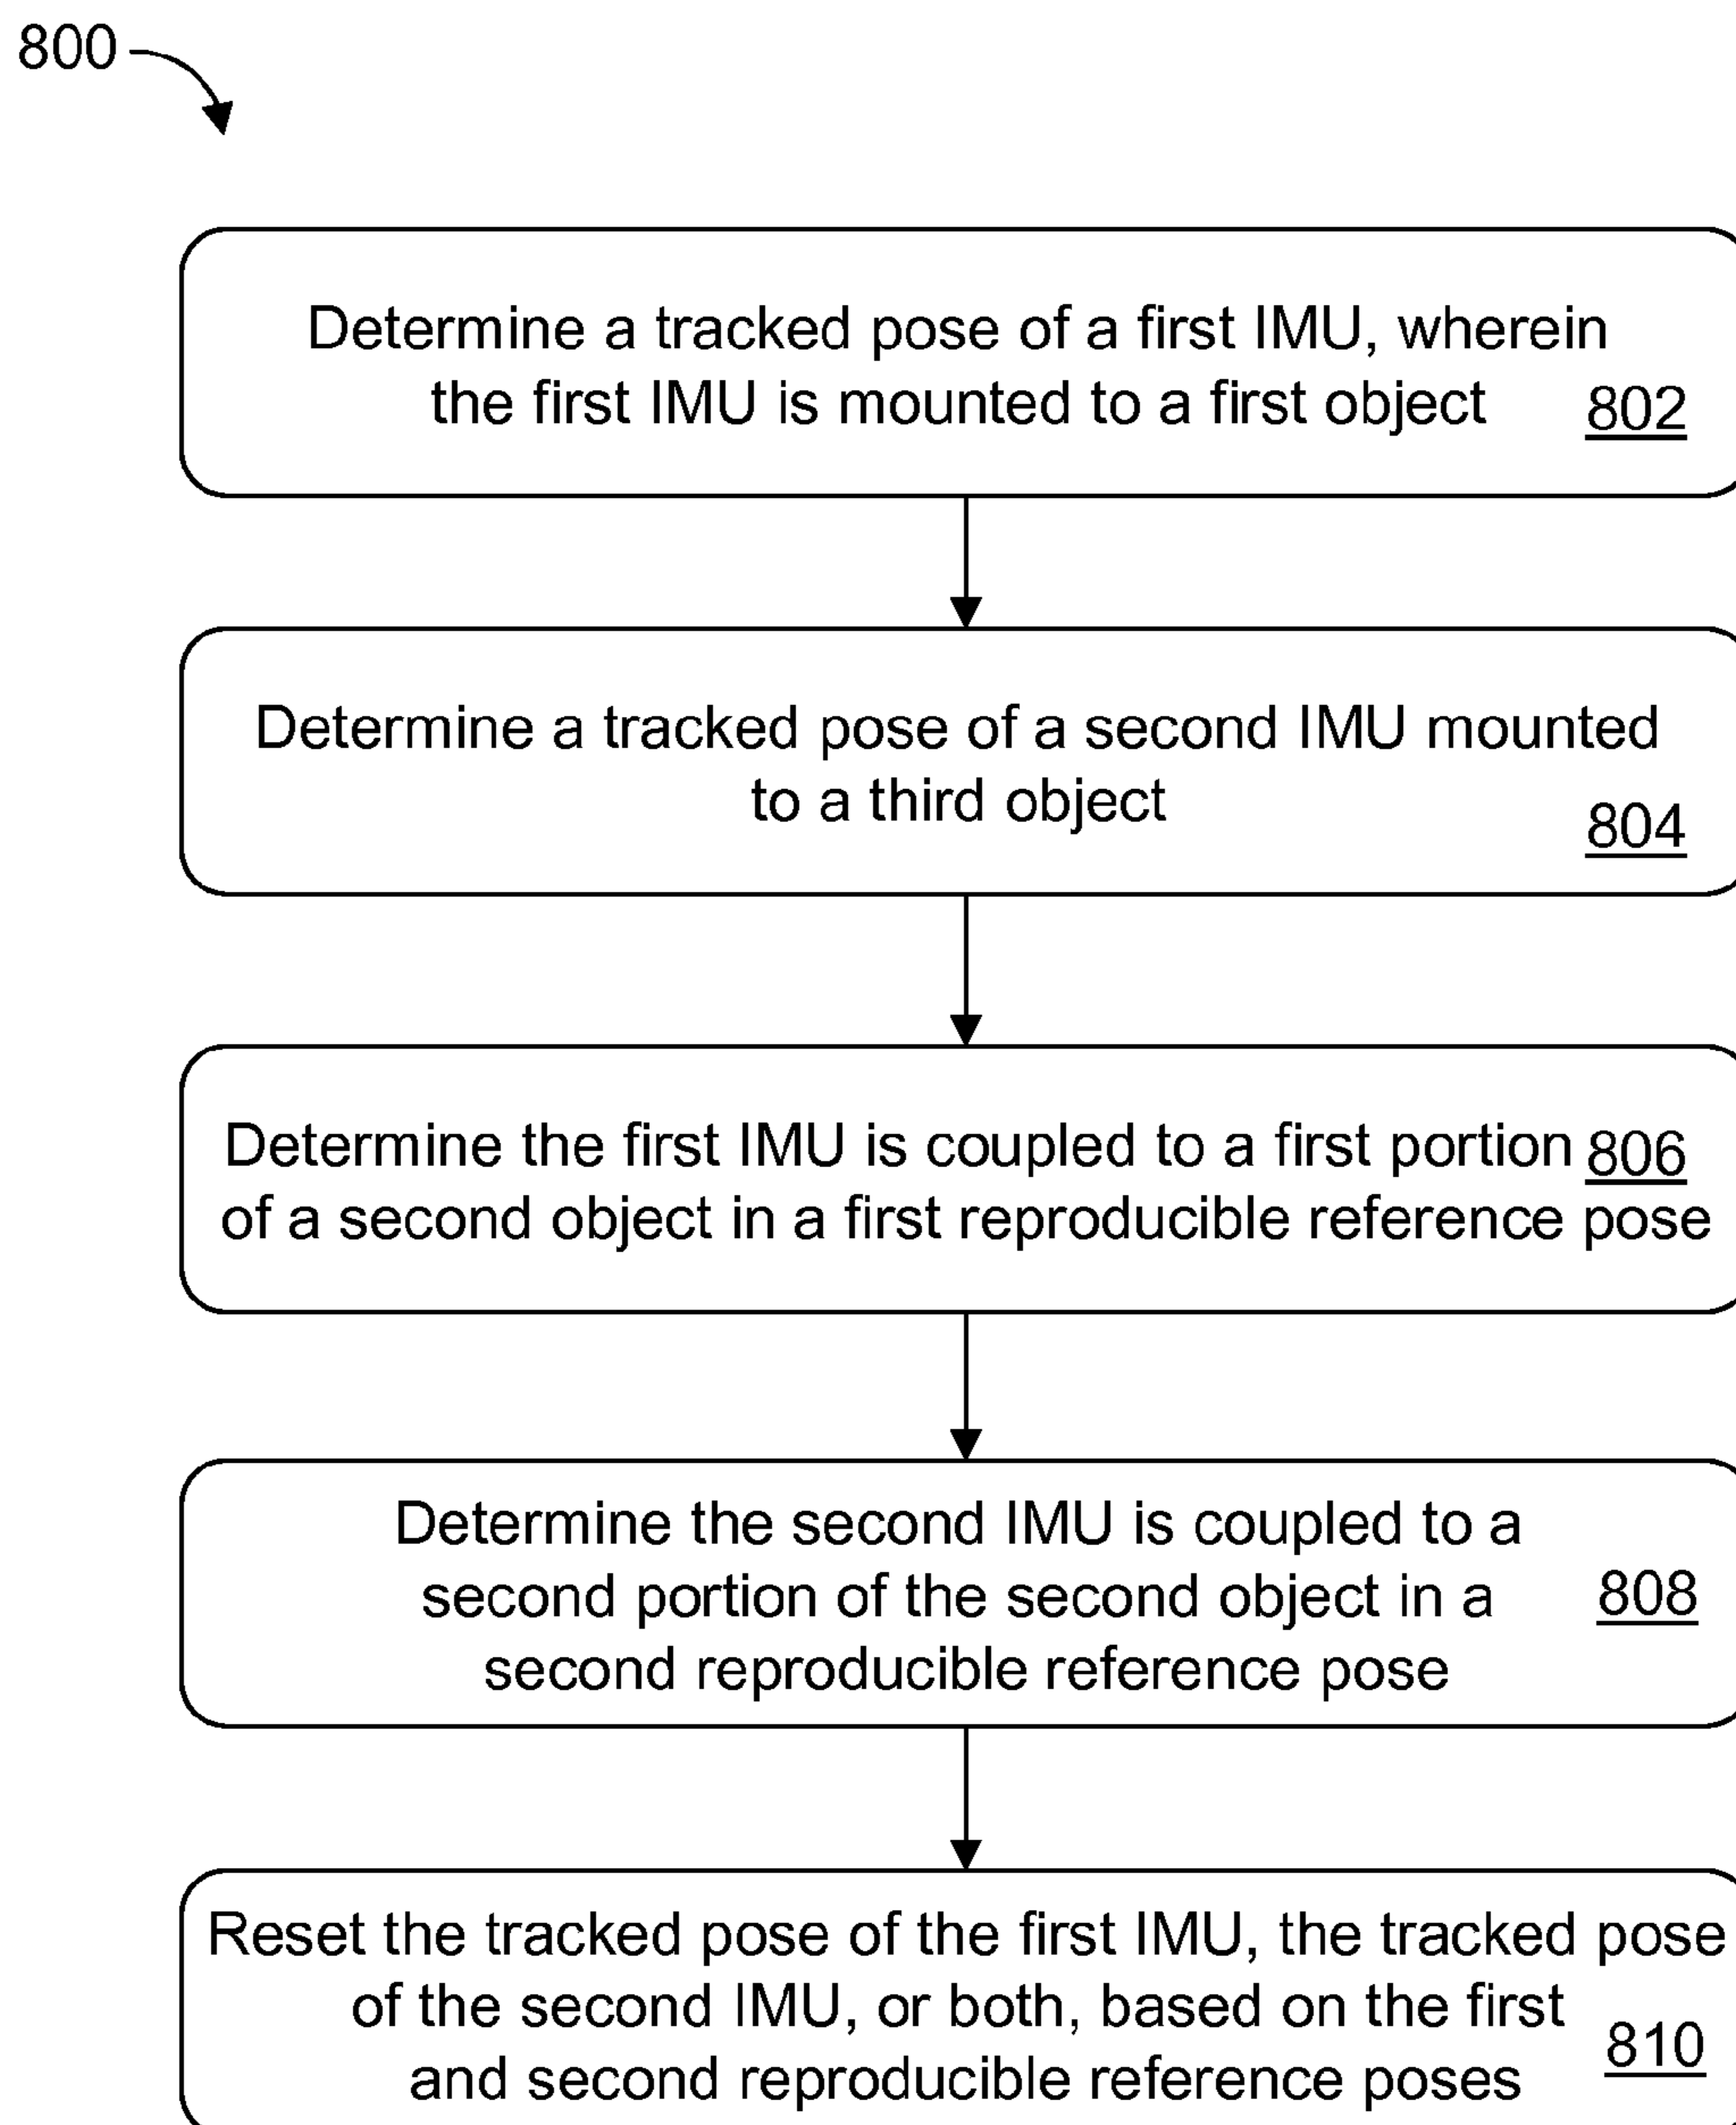 800
Determine a tracked pose of a first IMU, wherein
the first IMU is mounted to a first object
802
Determine a tracked pose of a second IMU mounted
to a third object
804
Determine the first IMU is coupled to a first portion 806
of a second object in a first reproducible reference pose
Determine the second IMU is coupled to a
second portion of the second object in a
808
second reproducible reference pose
Reset the tracked pose of the first IMU, the tracked pose
of the second IMU, or both, based on the first
810
and second reproducible reference poses